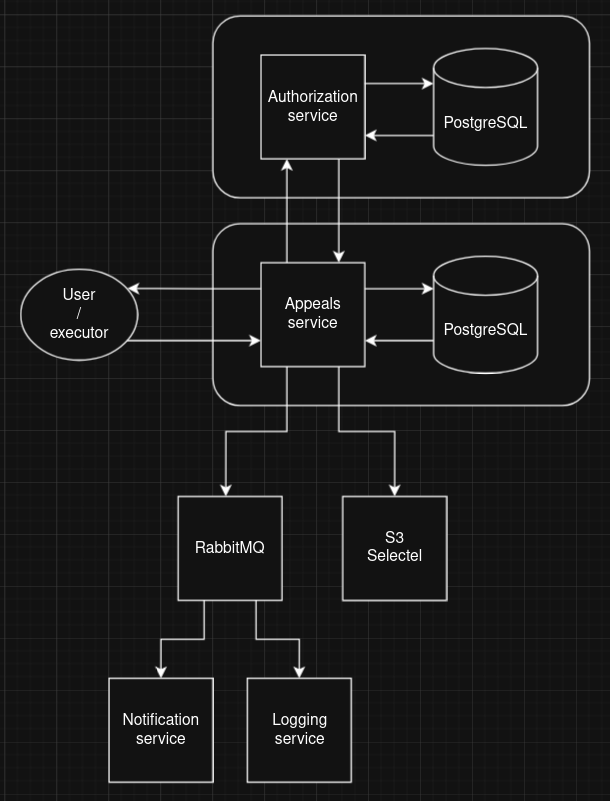 Authorization
service
PostgreSQL
User
/
executor
Appeals
service
PostgreSQL
RabbitMQ
S3
Selectel
Notification
service
Logging
service